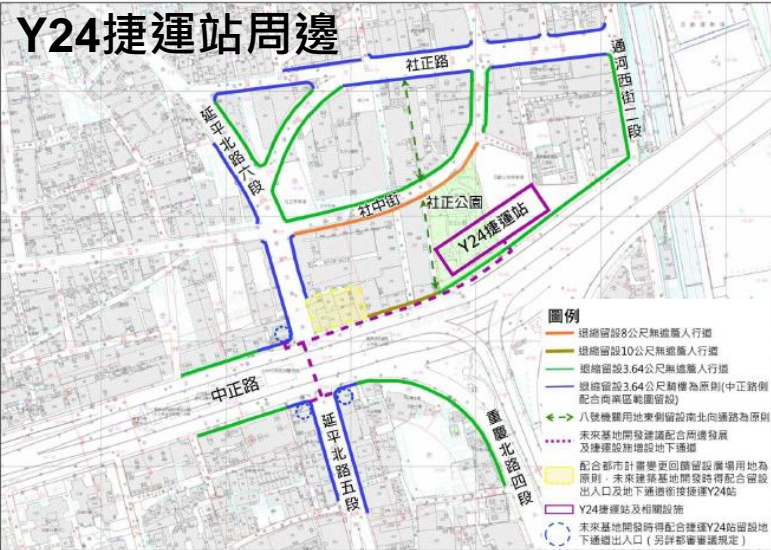 Y24捷運站周邊
社正路
通河西街二段
延平北路六段
社中街
社正公園
Y24捷運站
中正路
延平北路五段
重慶北路四段
圖例
退縮留設8公尺無遮簷人行道
退縮留設10公尺無遮簷人行道
退縮留設3.64公尺無遮簷人行道
退縮留設3.64公尺騎樓為原則(中正路側
配合商業區範圍留設)
八號機關用地東側留設南北向通路為原則
未來基地開發建議配合周邊發展
及捷運設施增設地下通道
配合都市計畫變更回饋留設廣場用地為
原則，未來建築基地開發時得配合留設
出入口及地下通道銜接捷運Y24站
Y24捷運站及相關設施
未來基地開發時得配合捷運Y24站留設地
下通道出入口（另詳都審審議規定）